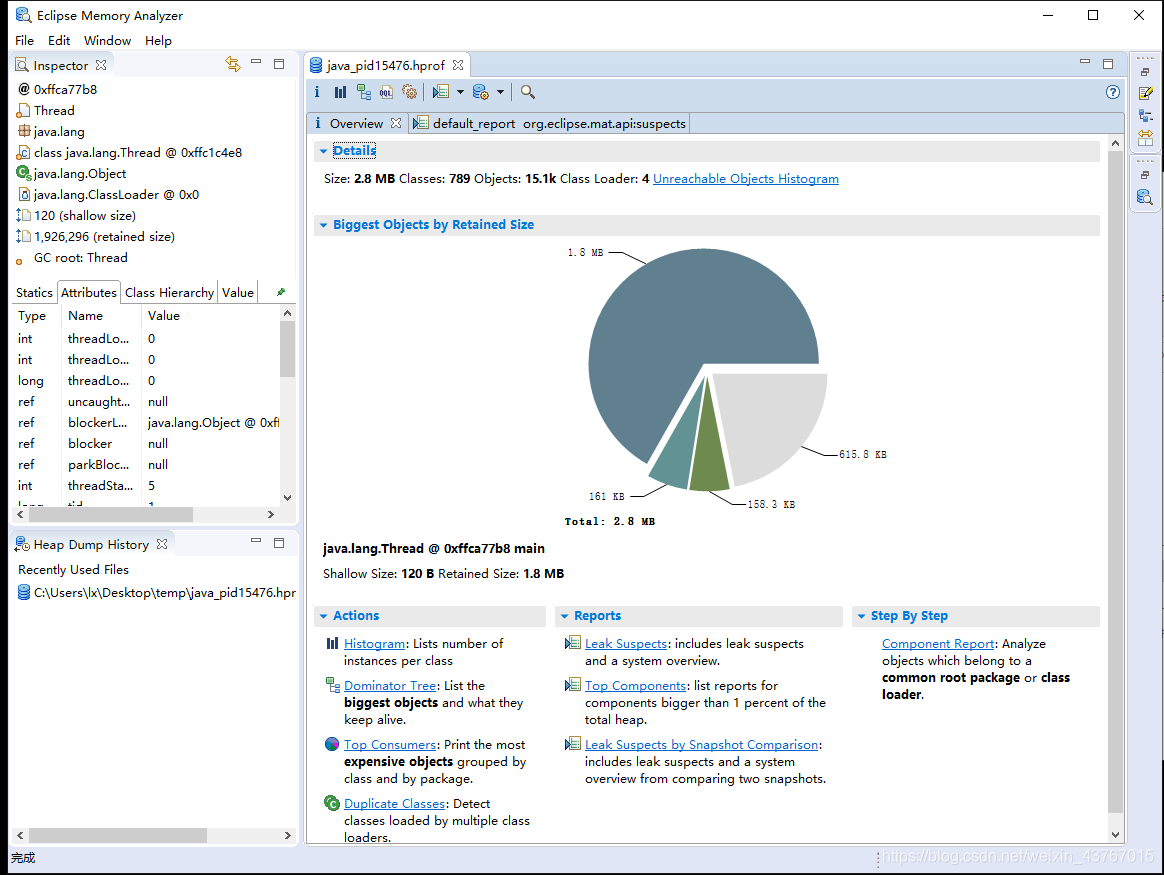 Eclipse Memory Analyzer
File Edit Window Help
Inspector
@ 0xffca77b8
Thread
java.lang
class java.lang.Thread @ 0xffc1c4e8
java.lang.Object
java.lang.ClassLoader @ 0x0
120 (shallow size)
1,926,296 (retained size)
GC root: Thread
Statics Attributes Class Hierarchy Value
Type Name Value
int threadLo... 0
int threadLo... 0
long threadLo... 0
ref uncaught... null
ref blockerL... java.lang.Object @ 0xff
ref blocker null
ref parkBloc... null
int threadSta... 5
long tid 1
Heap Dump History
Recently Used Files
C:\Users\lx\Desktop\temp\java_pid15476.hpr
java_pid15476.hprof
i OQL
i Overview default_report org.eclipse.mat.api:suspects
Details
Size: 2.8 MB Classes: 789 Objects: 15.1k Class Loader: 4 Unreachable Objects Histogram
Biggest Objects by Retained Size
1.8 MB
615.8 KB
161 KB
158.3 KB
Total: 2.8 MB
java.lang.Thread @ 0xffca77b8 main
Shallow Size: 120 B Retained Size: 1.8 MB
Actions
Histogram: Lists number of
instances per class
Dominator Tree: List the
biggest objects and what they
keep alive.
Top Consumers: Print the most
expensive objects grouped by
class and by package.
Duplicate Classes: Detect
classes loaded by multiple class
loaders.
Reports
Leak Suspects: includes leak suspects
and a system overview.
Top Components: list reports for
components bigger than 1 percent of the
total heap.
Leak Suspects by Snapshot Comparison:
includes leak suspects and a system
overview from comparing two snapshots.
Step By Step
Component Report: Analyze
objects which belong to a
common root package or class
loader.
完成
https://blog.csdn.net/weixin_43767015